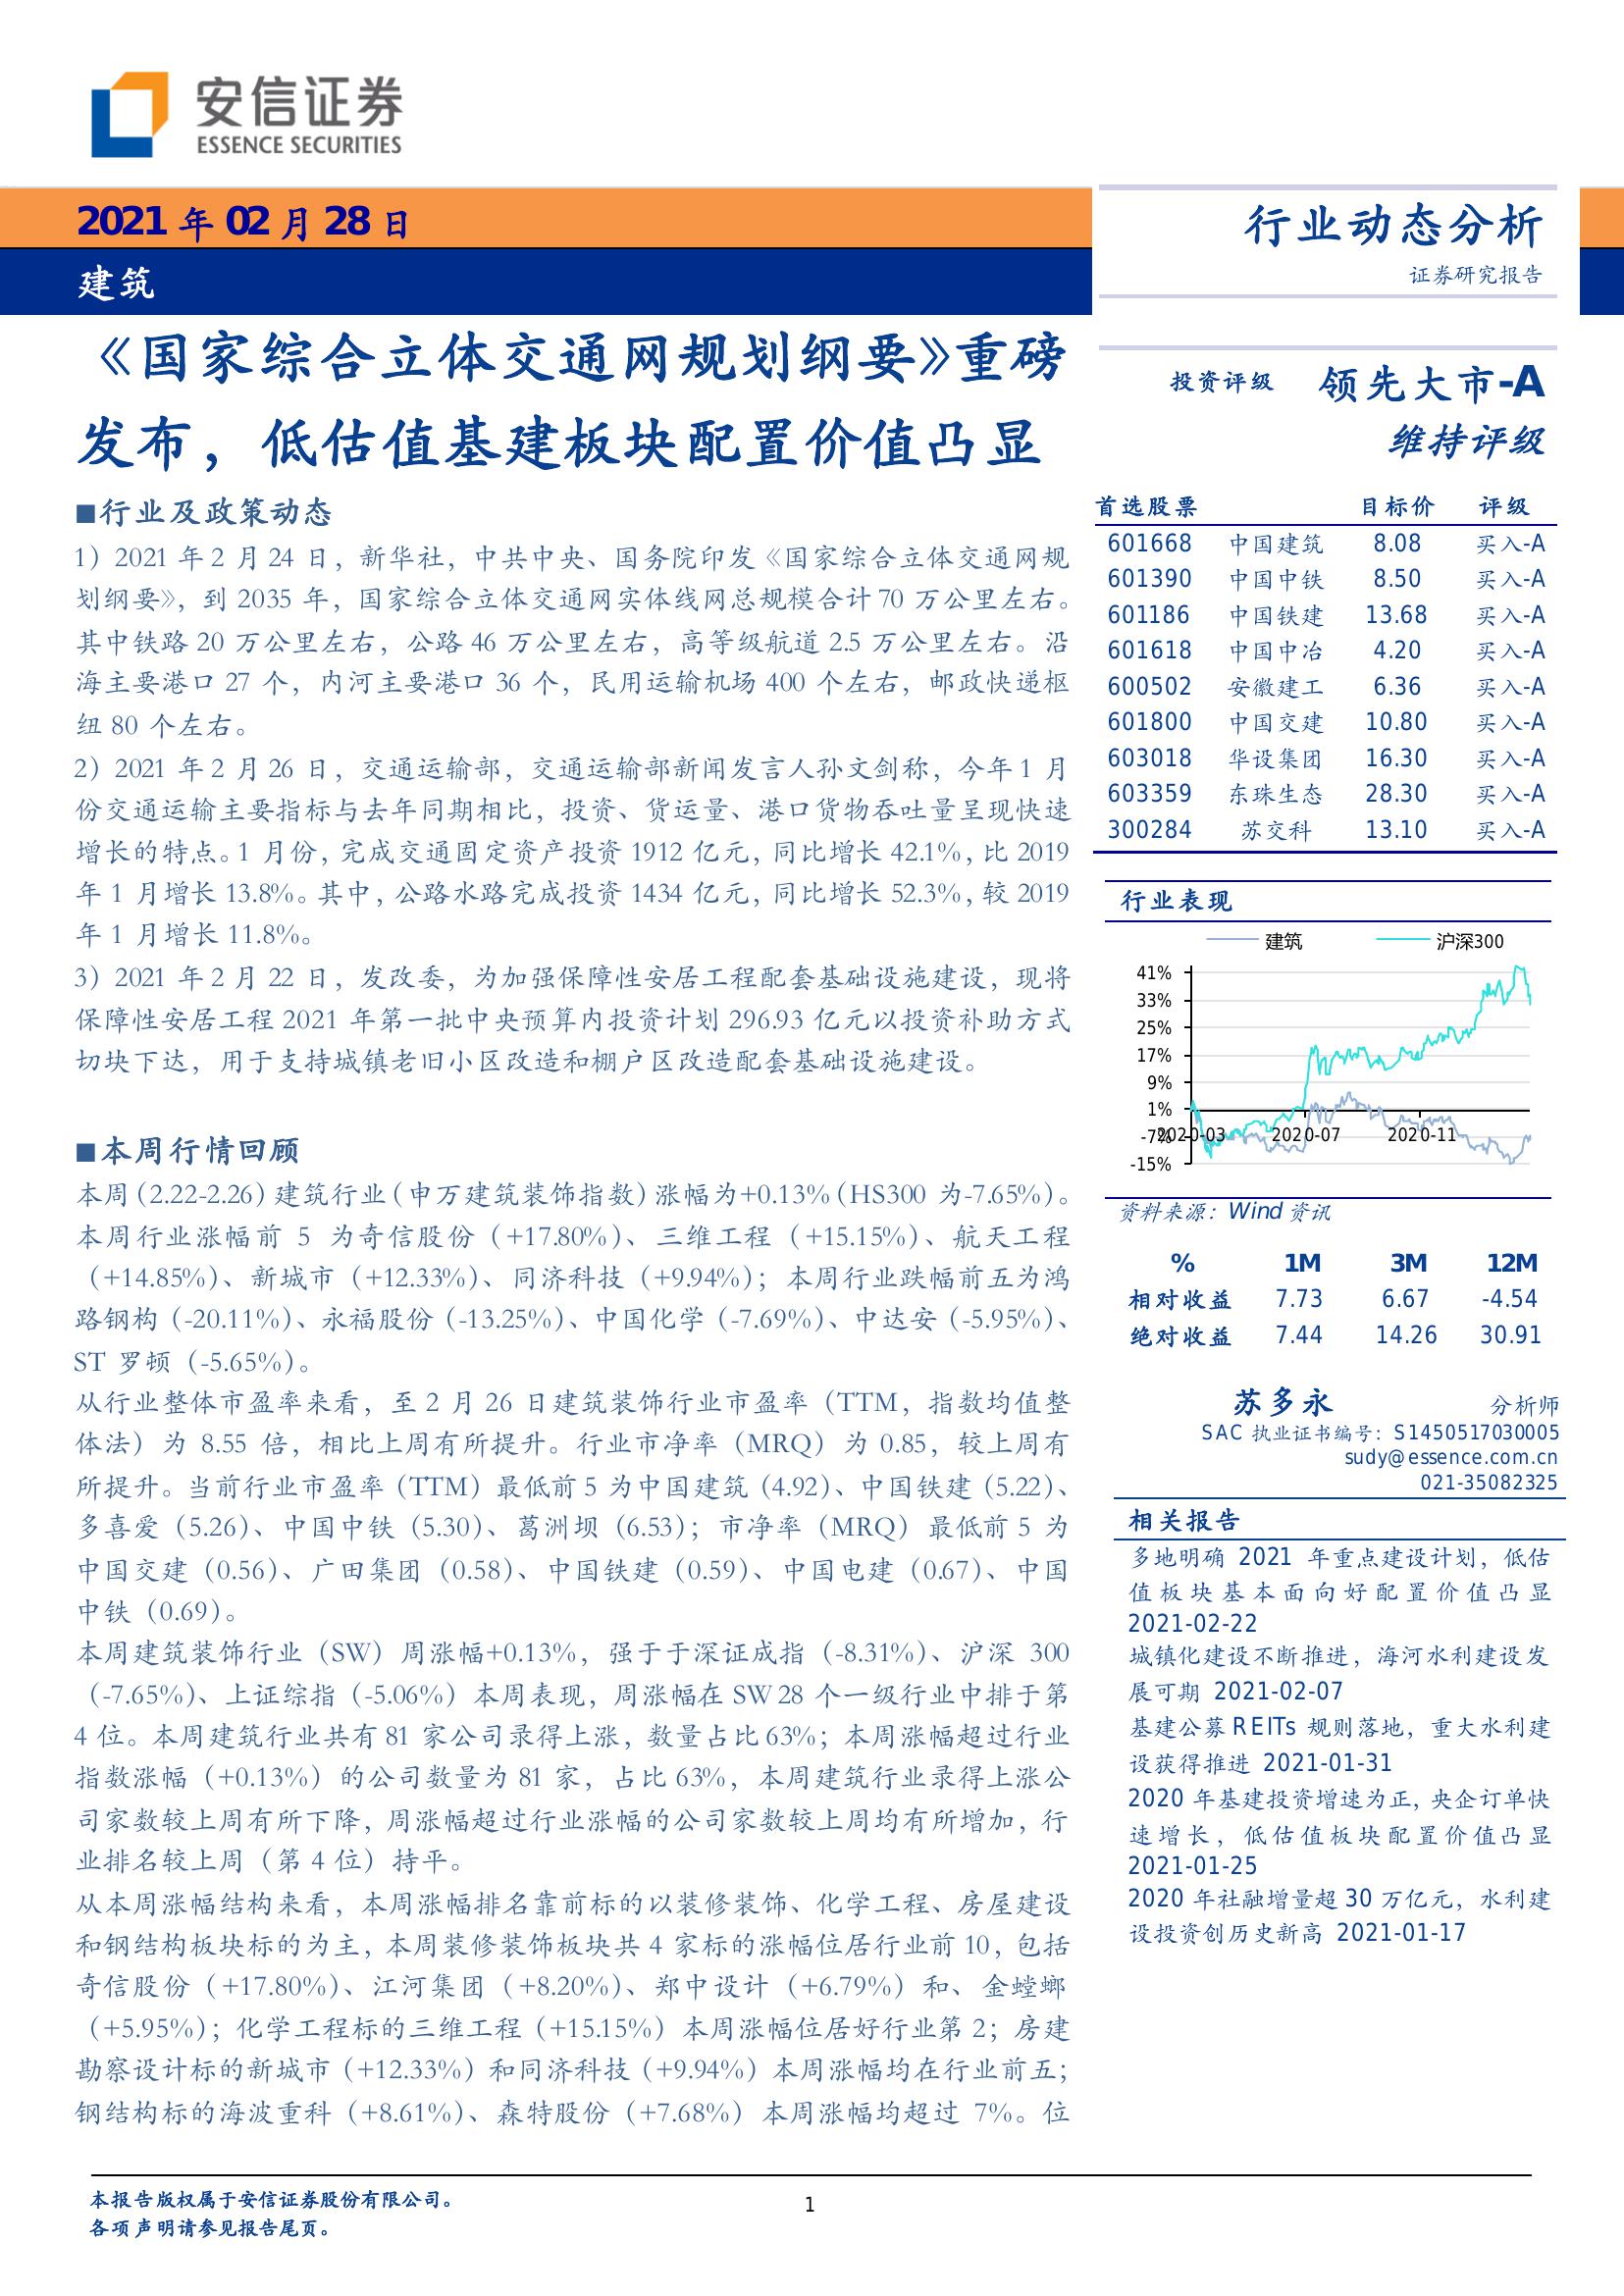 安信证券
ESSENCE SECURITIES
2021 年 02 月 28 日
建筑
行业动态分析
证券研究报告
《国家综合立体交通网规划纲要》重磅
发布，低估值基建板块配置价值凸显
■行业及政策动态
1）2021 年 2 月 24 日，新华社，中共中央、国务院印发《国家综合立体交通网规
划纲要》，到 2035 年，国家综合立体交通网实体线网总规模合计 70 万公里左右。
其中铁路 20 万公里左右，公路 46 万公里左右，高等级航道 2.5 万公里左右。沿
海主要港口 27 个，内河主要港口 36 个，民用运输机场 400 个左右，邮政快递枢
纽 80 个左右。
2）2021 年 2 月 26 日，交通运输部，交通运输部新闻发言人孙文剑称，今年 1 月
份交通运输主要指标与去年同期相比，投资、货运量、港口货物吞吐量呈现快速
增长的特点。1 月份，完成交通固定资产投资 1912 亿元，同比增长 42.1%，比 2019
年 1 月增长 13.8%。其中，公路水路完成投资 1434 亿元，同比增长 52.3%，较 2019
年 1 月增长 11.8%。
3）2021 年 2 月 22 日，发改委，为加强保障性安居工程配套基础设施建设，现将
保障性安居工程 2021 年第一批中央预算内投资计划 296.93 亿元以投资补助方式
切块下达，用于支持城镇老旧小区改造和棚户区改造配套基础设施建设。
■本周行情回顾
本周（2.22-2.26）建筑行业（申万建筑装饰指数）涨幅为+0.13%（HS300 为-7.65%）。
本周行业涨幅前 5 为奇信股份（+17.80%）、三维工程（+15.15%）、航天工程
（+14.85%）、新城市（+12.33%）、同济科技（+9.94%）；本周行业跌幅前五为鸿
路钢构（-20.11%）、永福股份（-13.25%）、中国化学（-7.69%）、中达安（-5.95%）、
ST 罗顿（-5.65%）。
从行业整体市盈率来看，至 2 月 26 日建筑装饰行业市盈率（TTM，指数均值整
体法）为 8.55 倍，相比上周有所提升。行业市净率（MRQ）为 0.85，较上周有
所提升。当前行业市盈率（TTM）最低前 5 为中国建筑（4.92）、中国铁建（5.22）、
多喜爱（5.26）、中国中铁（5.30）、葛洲坝（6.53）；市净率（MRQ）最低前 5 为
中国交建（0.56）、广田集团（0.58）、中国铁建（0.59）、中国电建（0.67）、中国
中铁（0.69）。
本周建筑装饰行业（SW）周涨幅+0.13%，强于于深证成指（-8.31%）、沪深 300
（-7.65%）、上证综指（-5.06%）本周表现，周涨幅在 SW 28 个一级行业中排于第
4 位。本周建筑行业共有 81 家公司录得上涨，数量占比 63%；本周涨幅超过行业
指数涨幅（+0.13%）的公司数量为 81 家，占比 63%，本周建筑行业录得上涨公
司家数较上周有所下降，周涨幅超过行业涨幅的公司家数较上周均有所增加，行
业排名较上周（第 4 位）持平。
从本周涨幅结构来看，本周涨幅排名靠前标的以装修装饰、化学工程、房屋建设
和钢结构板块标的为主，本周装修装饰板块共 4 家标的涨幅位居行业前 10，包括
奇信股份（+17.80%）、江河集团（+8.20%）、郑中设计（+6.79%）和、金螳螂
（+5.95%）；化学工程标的三维工程（+15.15%）本周涨幅位居好行业第 2；房建
勘察设计标的新城市（+12.33%）和同济科技（+9.94%）本周涨幅均在行业前五；
钢结构标的海波重科（+8.61%）、森特股份（+7.68%）本周涨幅均超过 7%。位
投资评级 领先大市-A
维持评级
首选股票 目标价 评级
601668 中国建筑 8.08 买入-A
601390 中国中铁 8.50 买入-A
601186 中国铁建 13.68 买入-A
601618 中国中冶 4.20 买入-A
600502 安徽建工 6.36 买入-A
601800 中国交建 10.80 买入-A
603018 华设集团 16.30 买入-A
603359 东珠生态 28.30 买入-A
300284 苏交科 13.10 买入-A
行业表现
建筑 沪深300
41%
33%
25%
17%
9%
1%
-7%
-15%
2020-03 2020-07 2020-11
资料来源：Wind 资讯
% 1M 3M 12M
相对收益 7.73 6.67 -4.54
绝对收益 7.44 14.26 30.91
苏多永 分析师
SAC 执业证书编号：S1450517030005
sudy@essence.com.cn
021-35082325
相关报告
多地明确 2021 年重点建设计划，低估
值板块基本面向好配置价值凸显
2021-02-22
城镇化建设不断推进，海河水利建设发
展可期 2021-02-07
基建公募 REITs 规则落地，重大水利建
设获得推进 2021-01-31
2020 年基建投资增速为正，央企订单快
速增长，低估值板块配置价值凸显
2021-01-25
2020 年社融增量超 30 万亿元，水利建
设投资创历史新高 2021-01-17
本报告版权属于安信证券股份有限公司。
各项声明请参见报告尾页。
1